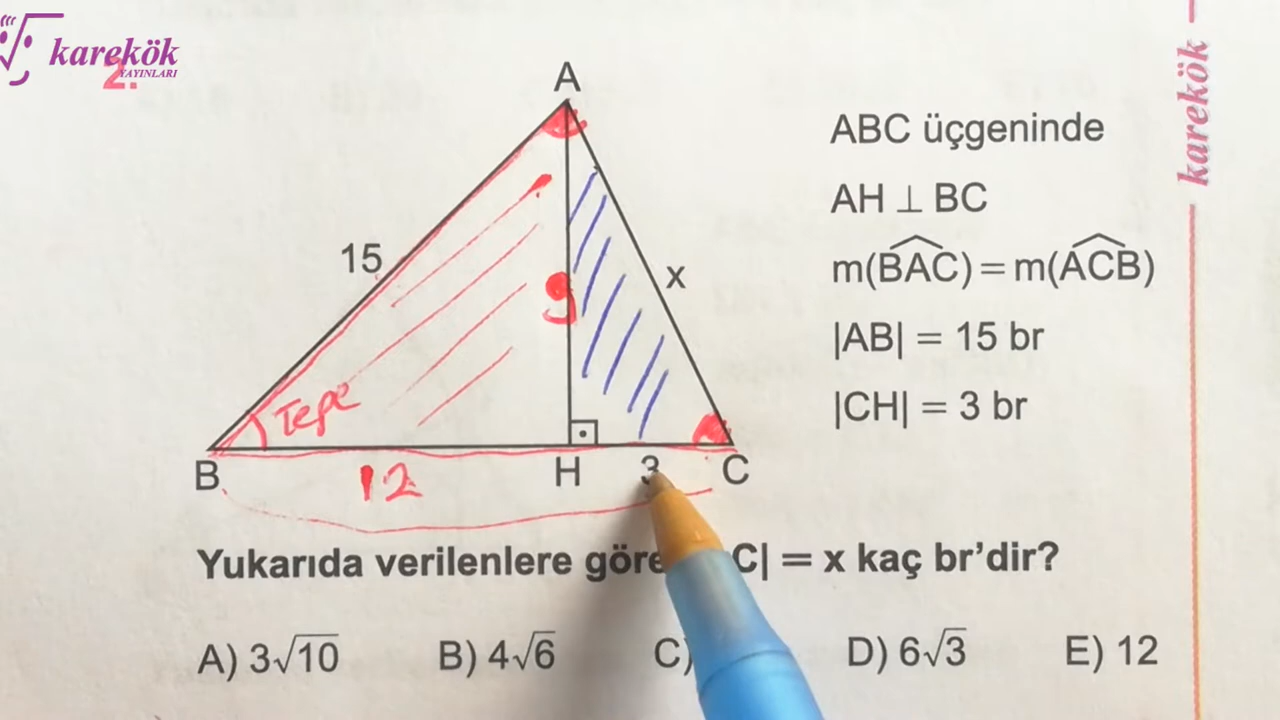 karekök
YAYINLARI
2.
A
15
x
9
Tepe
B
12
H
3
C
ABC üçgeninde
AH ⊥ BC
m(BAC) = m(ACB)
|AB| = 15 br
|CH| = 3 br
karekök
Yukarıda verilenlere göre C| = x kaç br'dir?
A) 3√10 B) 4√6 C) D) 6√3 E) 12